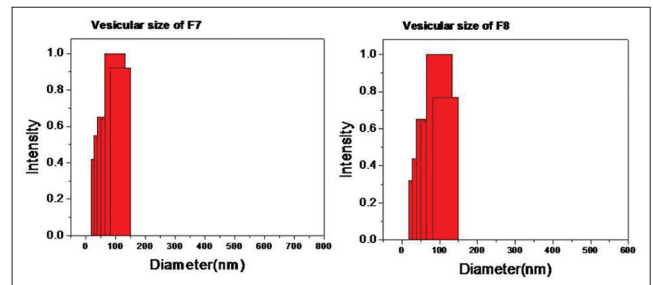 Vesicular size of F7
1.0
0.8
0.6
0.4
0.2
0.0
Intensity
0 100 200 300 400 500 600 700 800
Diameter(nm)
Vesicular size of F8
1.0
0.8
0.6
0.4
0.2
0.0
Intensity
0 100 200 300 400 500 600
Diameter(nm)